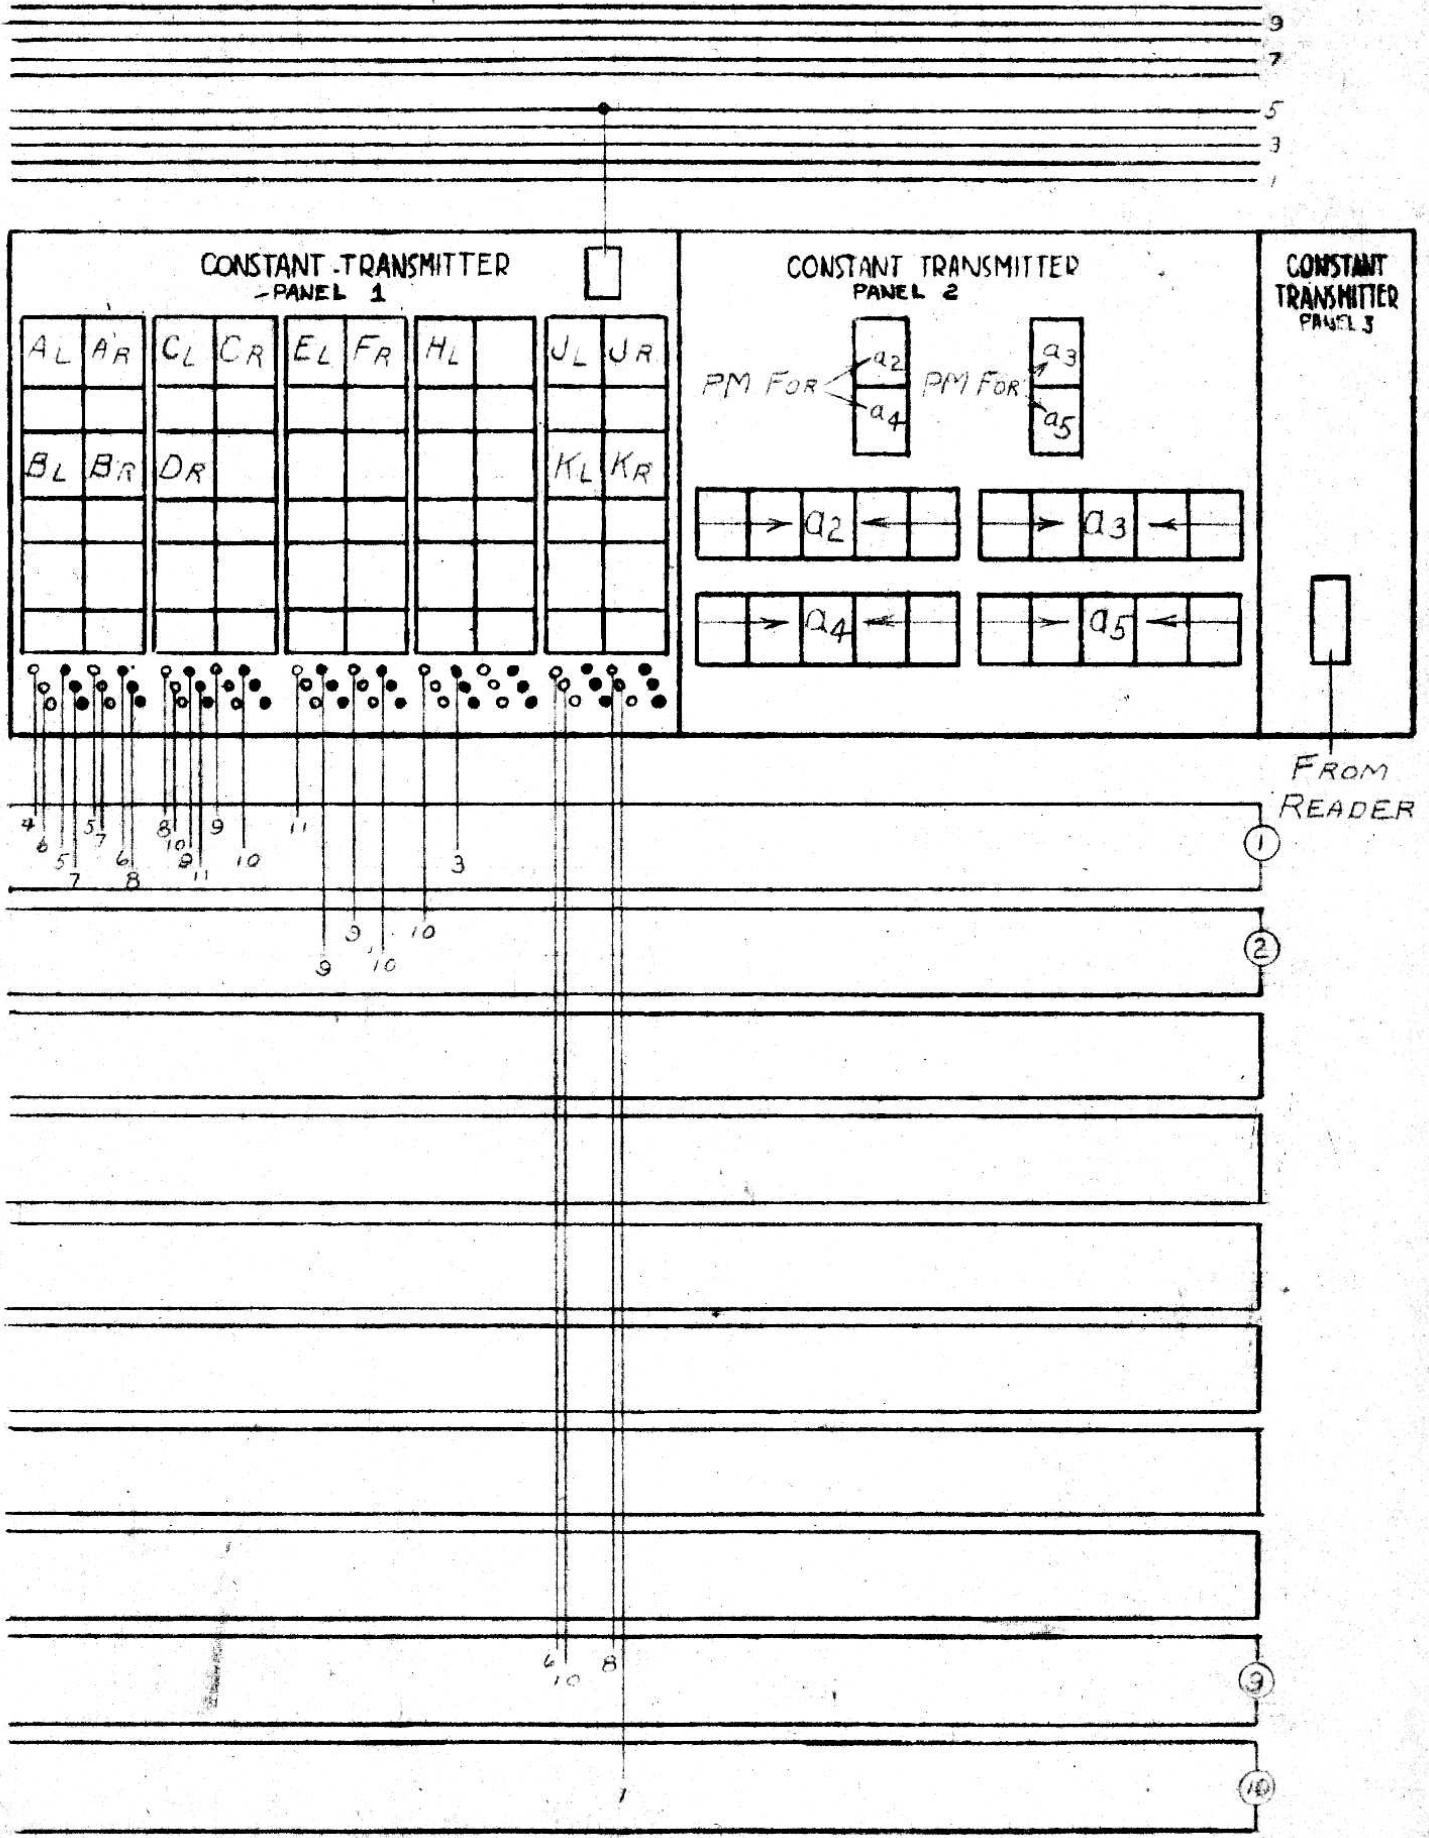 9
7
5
3
1
CONSTANT TRANSMITTER
PANEL 1
CONSTANT TRANSMITTER
PANEL 2
CONSTANT
TRANSMITTER
PANEL 3
AL AR CL CR EL FR HL JL JR
BL BR DR KL KR
PM FOR a2 a4
PM FOR a3 a5
a2 a3
a4 a5
FROM
READER
4 6 5 7 5 7 6 8 8 10 9 11 9 10 11 3
1
9 9 10 10
2
6 10 8
9
1
10